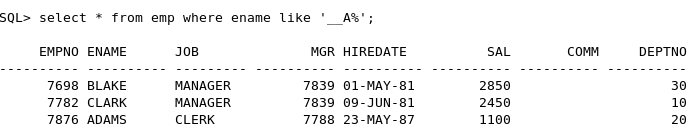 SQL> select * from emp where ename like '__A%';
EMPNO ENAME JOB MGR HIREDATE SAL COMM DEPTNO
---------- ---------- --------- ---------- --------- ---------- ---------- ----------
7698 BLAKE MANAGER 7839 01-MAY-81 2850 30
7782 CLARK MANAGER 7839 09-JUN-81 2450 10
7876 ADAMS CLERK 7788 23-MAY-87 1100 20